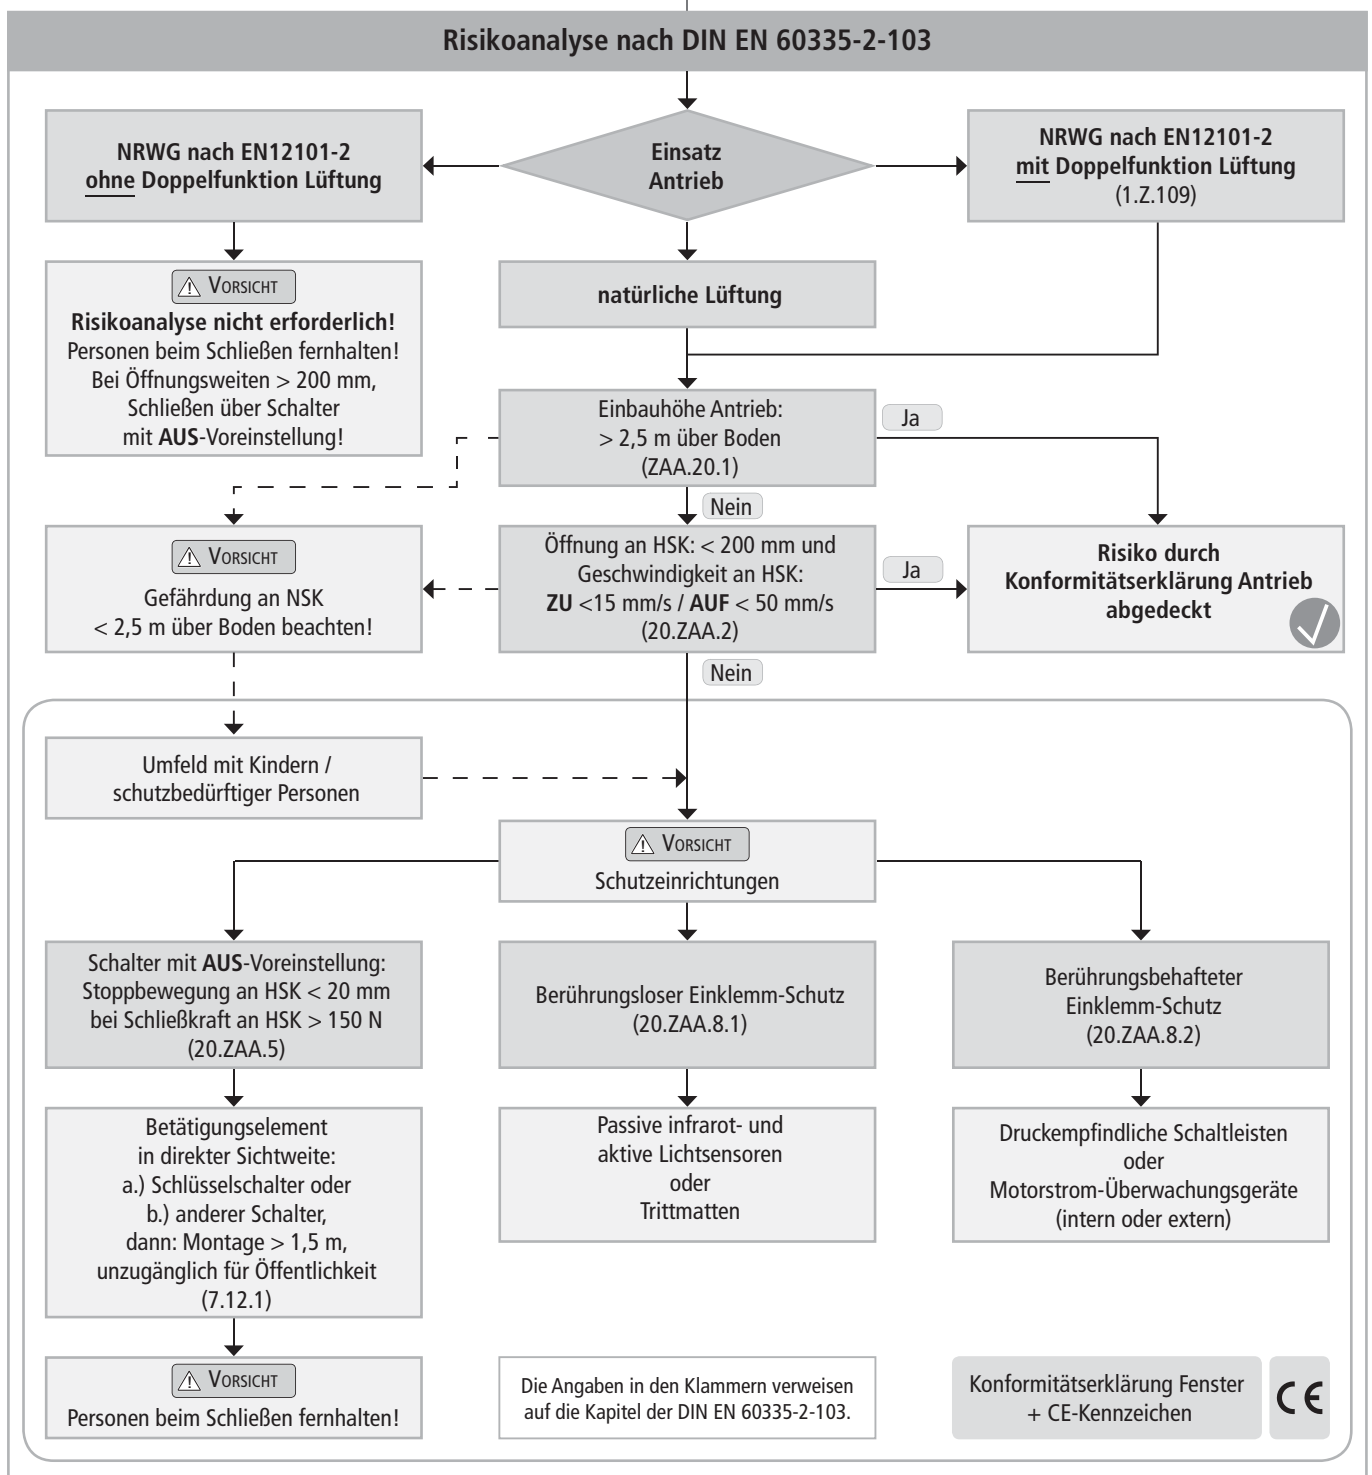 Risikoanalyse nach DIN EN 60335-2-103
NRWG nach EN12101-2
ohne Doppelfunktion Lüftung
Einsatz
Antrieb
NRWG nach EN12101-2
mit Doppelfunktion Lüftung
(1.Z.109)
VORSICHT
Risikoanalyse nicht erforderlich!
Personen beim Schließen fernhalten!
Bei Öffnungsweiten > 200 mm,
Schließen über Schalter
mit AUS-Voreinstellung!
natürliche Lüftung
Einbauhöhe Antrieb:
> 2,5 m über Boden
(ZAA.20.1)
Ja
Nein
VORSICHT
Gefährdung an NSK
< 2,5 m über Boden beachten!
Öffnung an HSK: < 200 mm und
Geschwindigkeit an HSK:
ZU <15 mm/s / AUF < 50 mm/s
(20.ZAA.2)
Ja
Risiko durch
Konformitätserklärung Antrieb
abgedeckt
Nein
Umfeld mit Kindern /
schutzbedürftiger Personen
VORSICHT
Schutzeinrichtungen
Schalter mit AUS-Voreinstellung:
Stoppbewegung an HSK < 20 mm
bei Schließkraft an HSK > 150 N
(20.ZAA.5)
Berührungsloser Einklemm-Schutz
(20.ZAA.8.1)
Berührungsbehafteter
Einklemm-Schutz
(20.ZAA.8.2)
Betätigungselement
in direkter Sichtweite:
a.) Schlüsselschalter oder
b.) anderer Schalter,
dann: Montage > 1,5 m,
unzugänglich für Öffentlichkeit
(7.12.1)
Passive infrarot- und
aktive Lichtsensoren
oder
Trittmatten
Druckempfindliche Schaltleisten
oder
Motorstrom-Überwachungsgeräte
(intern oder extern)
VORSICHT
Personen beim Schließen fernhalten!
Die Angaben in den Klammern verweisen
auf die Kapitel der DIN EN 60335-2-103.
Konformitätserklärung Fenster
+ CE-Kennzeichen
CE